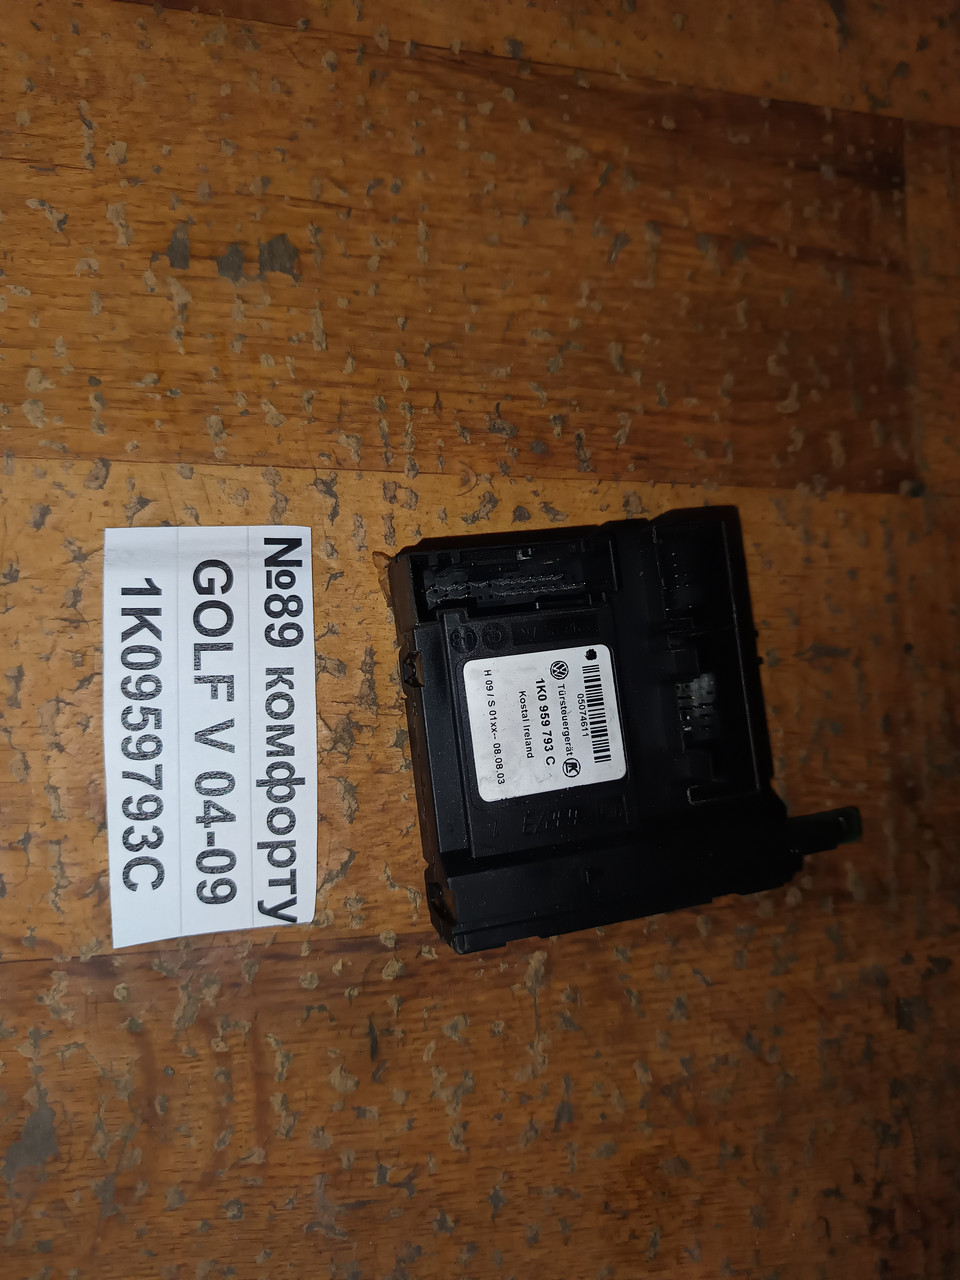 №89 комфорту
GOLF V 04-09
1K0959793C
05074611
Türsteuergerät
1K0 959 793 C
Kostal Ireland
H 09 / S 01xx-- 08.08.03